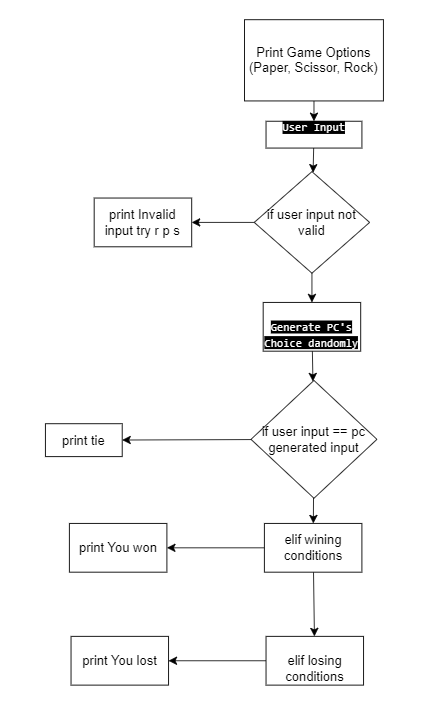 Print Game Options
(Paper, Scissor, Rock)
User Input
if user input not
valid
print Invalid
input try r p s
Generate PC's
Choice dandomly
if user input == pc
generated input
print tie
elif wining
conditions
print You won
elif losing
conditions
print You lost